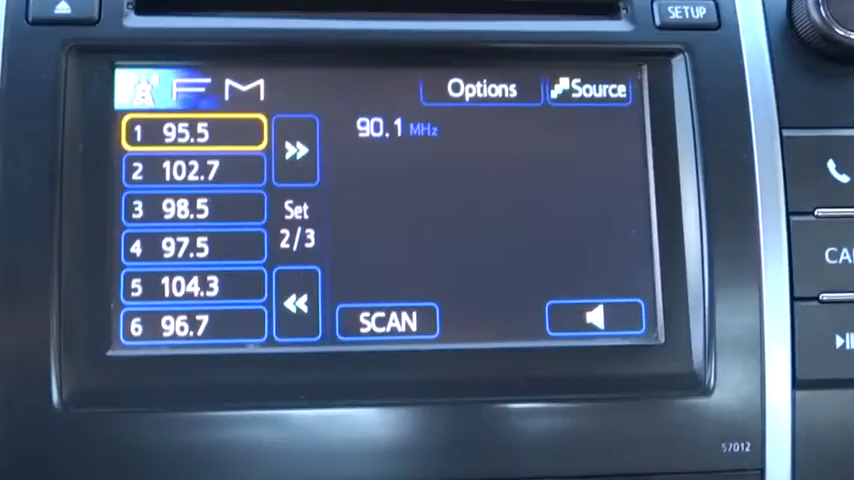 SETUP
FM
Options
Source
1 95.5
90.1 MHz
2 102.7
3 98.5
Set
2/3
4 97.5
5 104.3
6 96.7
SCAN
CA
57012